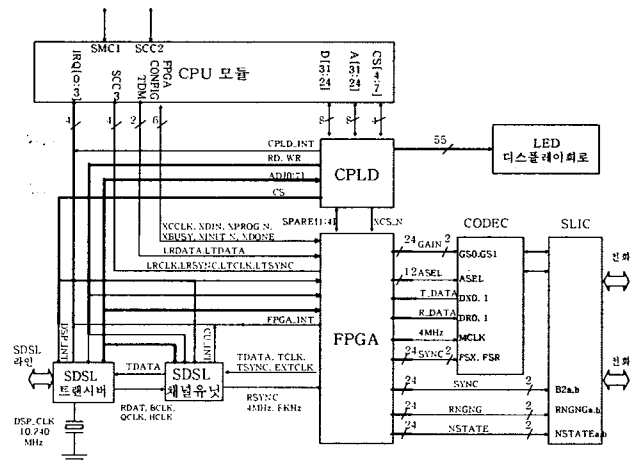 SMC1 SCC2
CPU 모듈
IRQ[0:3]
SCC3
TDM
FPGA
CONFIG
D[31:24]
A[31:24]
CS[4:7]
4 4 2 6 8 8 4
CPLD_INT
RD, WR
AD[0:7]
CS
CPLD
55
LED
디스플레이회로
SPARE[1:4] XCS_N
XCCLK, XDIN, XPROG_N,
XBUSY, XINIT_N, XDONE
LRDATA,LTDATA
LRCLK,LRSYNC,LTCLK,LTSYNC
FPGA_INT
DSP_INT
CU_INT
FPGA
CODEC
SLIC
24 GAIN 2 GS0,GS1
12 ASEL ASEL
T_DATA DX0, 1
R_DATA DR0, 1
4MHz MCLK
24 SYNC 2 FSX, FSR
24 SYNC 2 B2a,b
24 RNGNG 2 RNGNGa,b
24 NSTATE 2 NSTATEa,b
전화
전화
SDSL
라인
SDSL
트랜시버
TDATA
SDSL
채널유닛
TDATA, TCLK,
TSYNC, EXTCLK
RDAT, BCLK,
QCLK, HCLK
RSYNC
4MHz, 8KHz
DSP_CLK
10.240
MHz